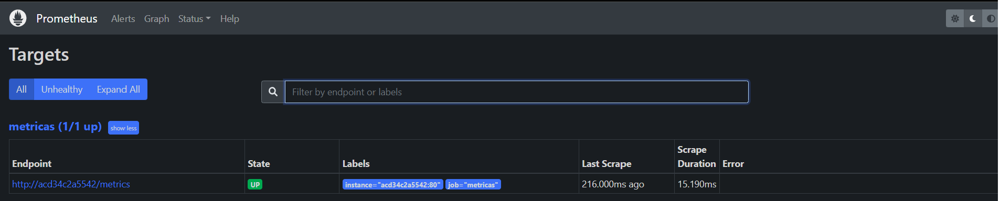 Prometheus Alerts Graph Status Help
Targets
All Unhealthy Expand All
Filter by endpoint or labels
metricas (1/1 up) show less
Endpoint State Labels Last Scrape Scrape Duration Error
http://acd34c2a5542/metrics UP instance="acd34c2a5542:80" job="metricas" 216.000ms ago 15.190ms